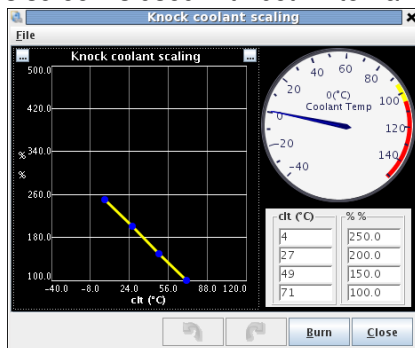 Knock coolant scaling
File
... Knock coolant scaling ...
500.0
420.0
% % 340.0
260.0
180.0
100.0
-40.0 -8.0 24.0 56.0 88.0 120.0
clt (°C)
60
40 80
20 100
0(°C)
Coolant Temp
0 120
-20 140
-40
clt (°C) % %
4 250.0
27 200.0
49 150.0
71 100.0
Burn Close